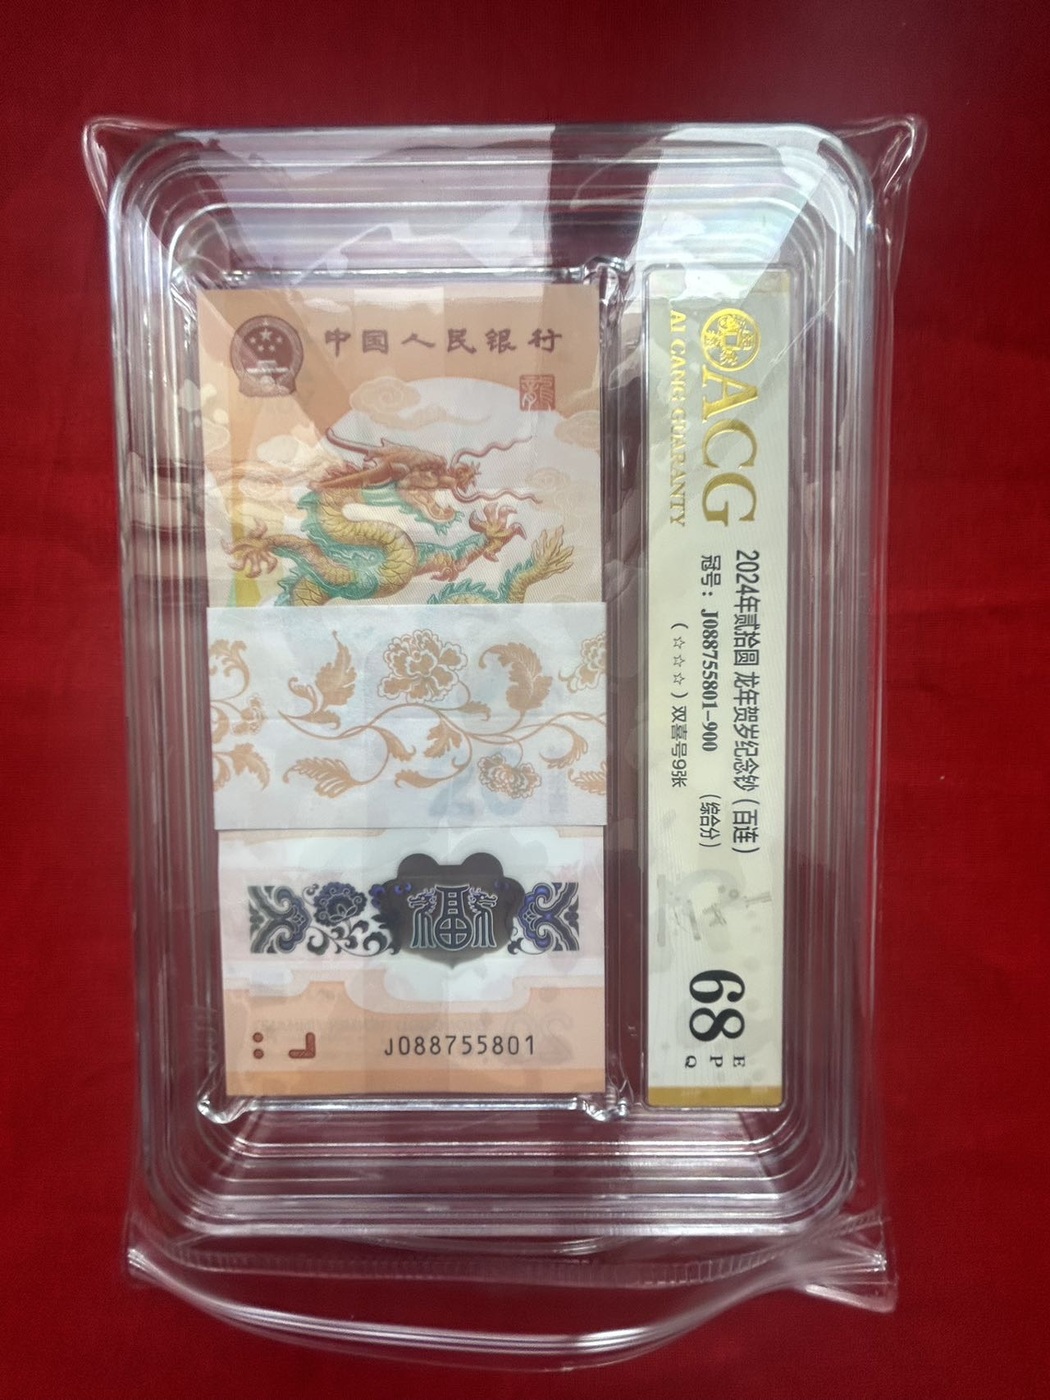 中国人民银行
龍
福
J088755801
ACG
AI CANG GUARANTY
2024年贰拾圆 龙年贺岁纪念钞（百连）
冠号：J088755801-900 （综合分）
（☆☆☆）双喜号9张
68
E
P
Q